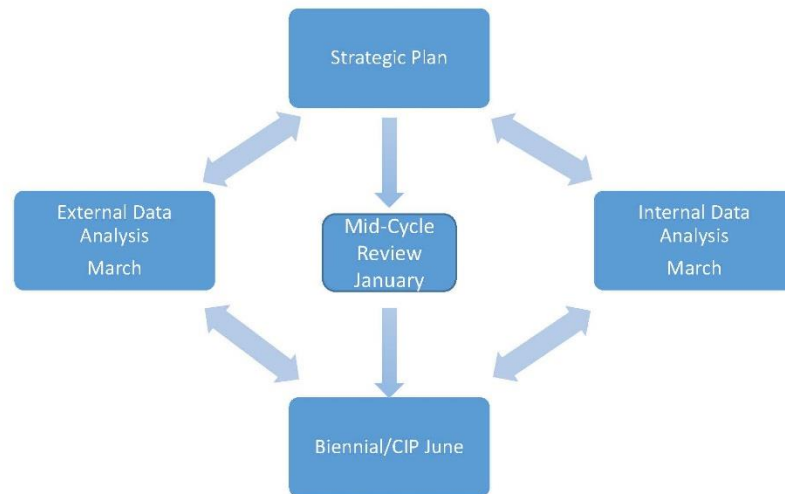 Strategic Plan
External Data
Analysis
March
Mid-Cycle
Review
January
Internal Data
Analysis
March
Biennial/CIP June